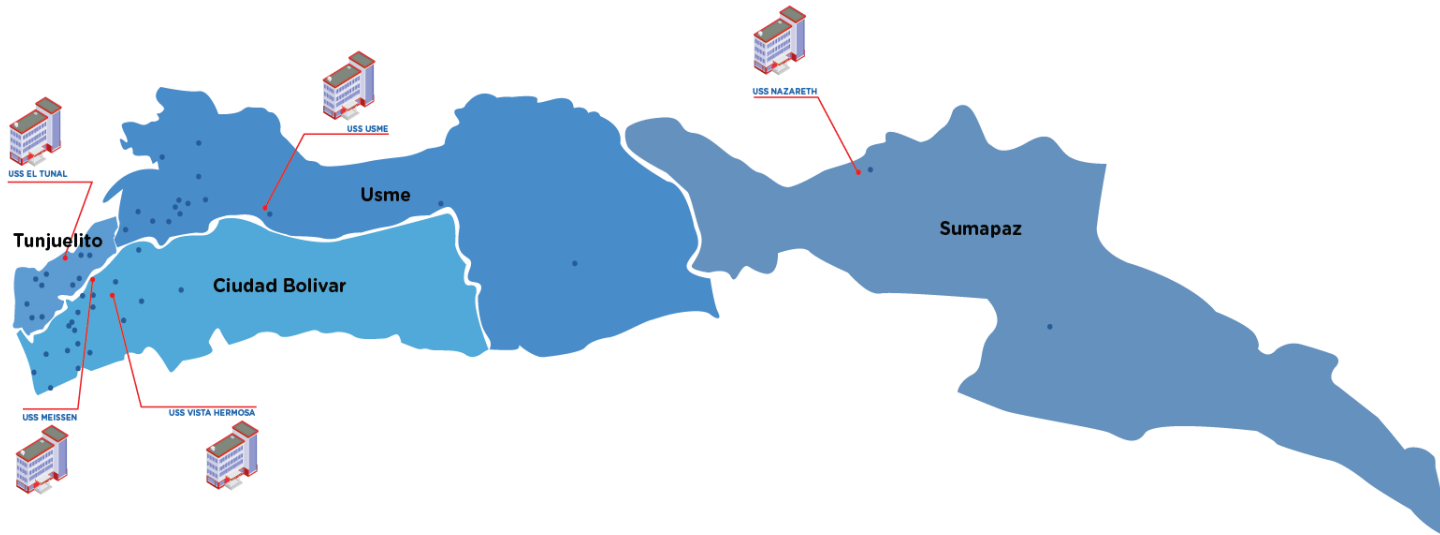 USS NAZARETH
USS USME
USS EL TUNAL
Usme
Sumapaz
Tunjuelito
Ciudad Bolivar
USS MEISSEN
USS VISTA HERMOSA